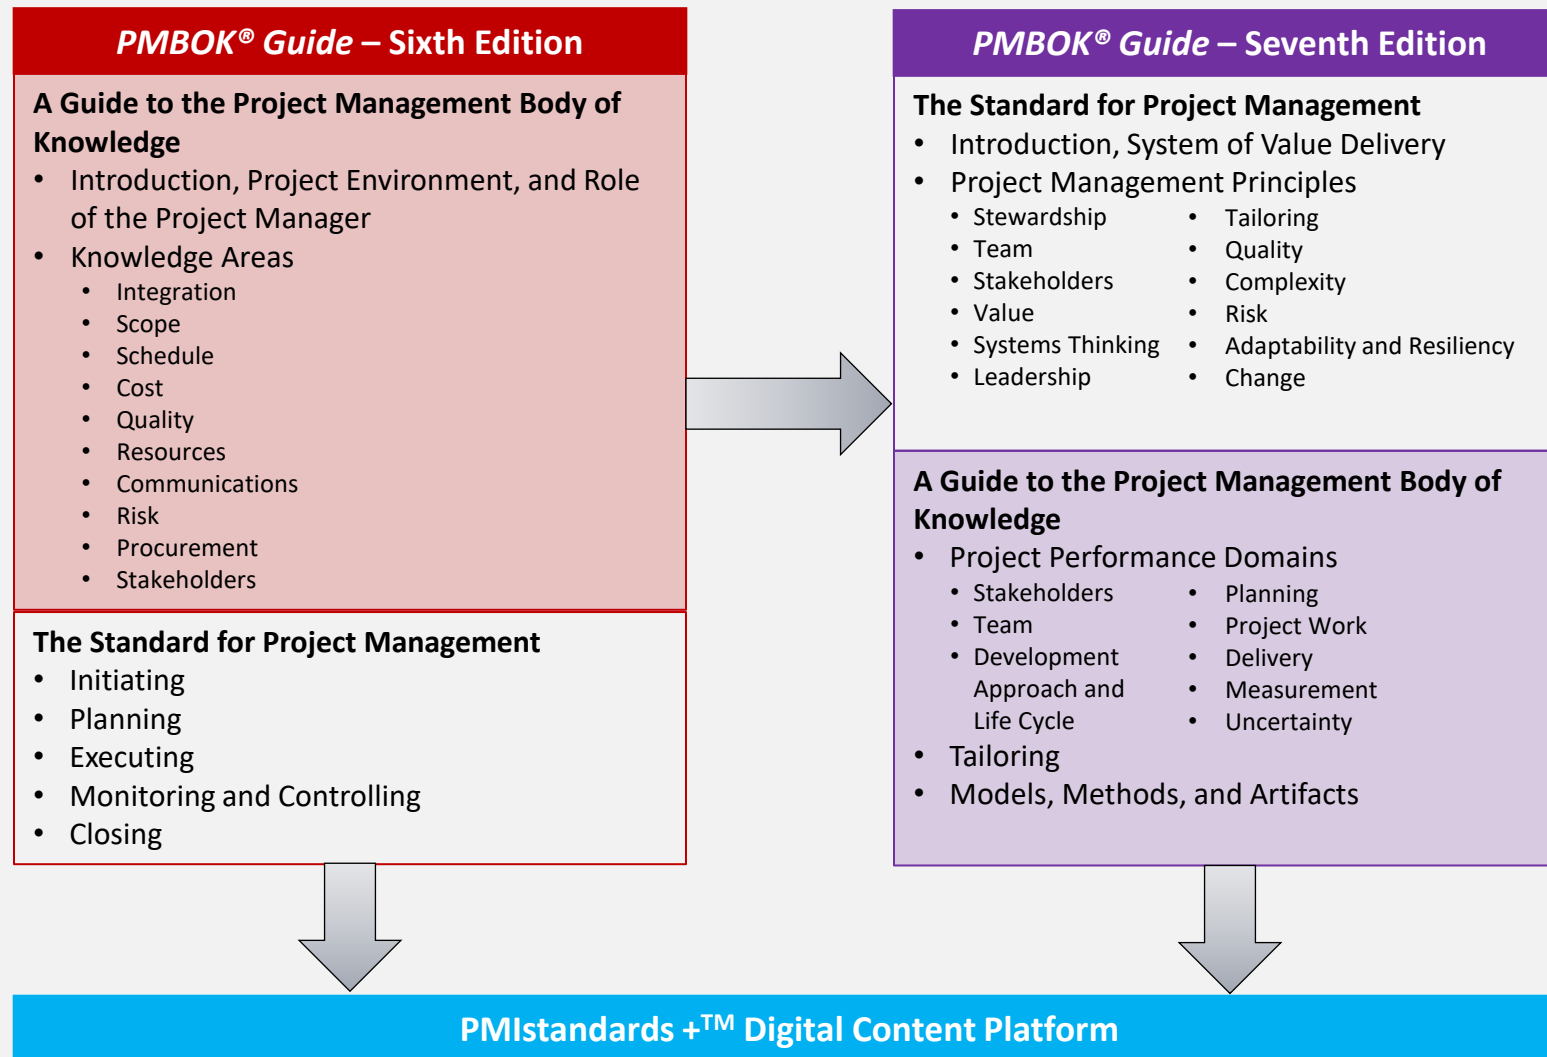 PMBOK® Guide – Sixth Edition
A Guide to the Project Management Body of
Knowledge
• Introduction, Project Environment, and Role
of the Project Manager
• Knowledge Areas
• Integration
• Scope
• Schedule
• Cost
• Quality
• Resources
• Communications
• Risk
• Procurement
• Stakeholders
The Standard for Project Management
• Initiating
• Planning
• Executing
• Monitoring and Controlling
• Closing
PMBOK® Guide – Seventh Edition
The Standard for Project Management
• Introduction, System of Value Delivery
• Project Management Principles
• Stewardship
• Team
• Stakeholders
• Value
• Systems Thinking
• Leadership
• Tailoring
• Quality
• Complexity
• Risk
• Adaptability and Resiliency
• Change
A Guide to the Project Management Body of
Knowledge
• Project Performance Domains
• Stakeholders
• Team
• Development
Approach and
Life Cycle
• Planning
• Project Work
• Delivery
• Measurement
• Uncertainty
• Tailoring
• Models, Methods, and Artifacts
PMIstandards +™ Digital Content Platform